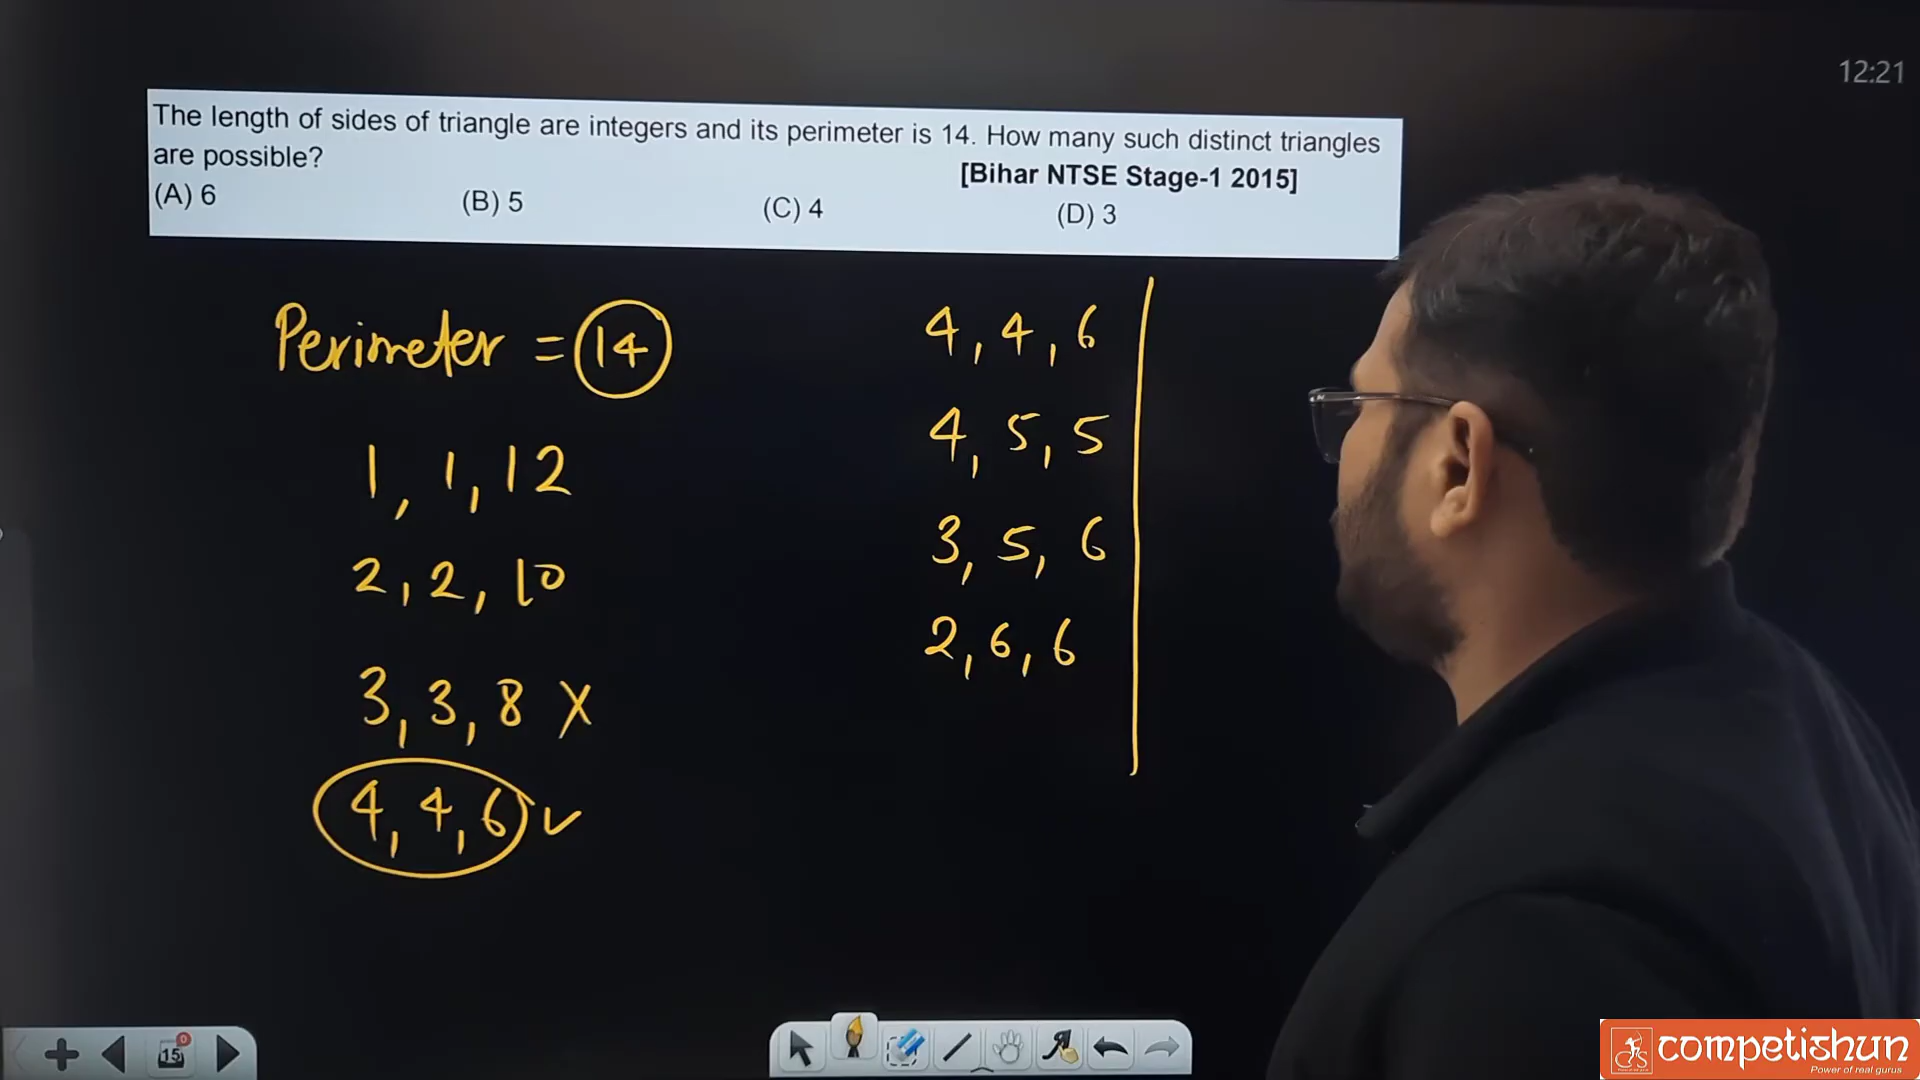 12:21
The length of sides of triangle are integers and its perimeter is 14. How many such distinct triangles
are possible?
[Bihar NTSE Stage-1 2015]
(A) 6 (B) 5 (C) 4 (D) 3
Perimeter = 14
1, 1, 12
2, 2, 10
3, 3, 8 X
4, 4, 6 ✓
4, 4, 6
4, 5, 5
3, 5, 6
2, 6, 6
15
0
competishun
Power of real gurus